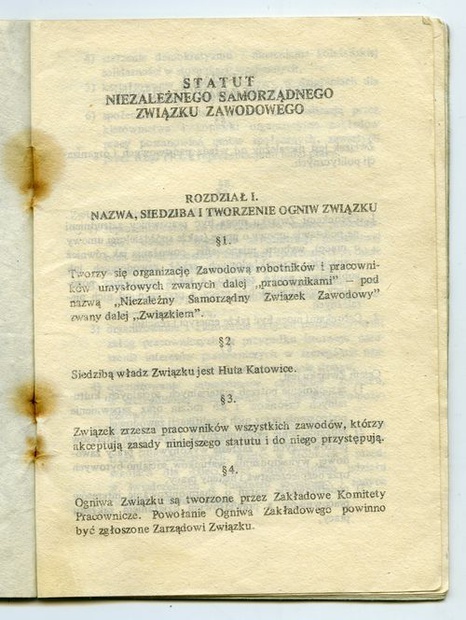 STATUT
NIEZALEŻNEGO SAMORZĄDNEGO
ZWIĄZKU ZAWODOWEGO
ROZDZIAŁ I.
NAZWA, SIEDZIBA I TWORZENIE OGNIW ZWIĄZKU
§1.
Tworzy się organizację Zawodową robotników i pracowni-
ków umysłowych zwanych dalej „pracownikami” – pod
nazwą „Niezależny Samorządny Związek Zawodowy”
zwany dalej „Związkiem”.
§2
Siedzibą władz Związku jest Huta Katowice.
§3.
Związek zrzesza pracowników wszystkich zawodów, którzy
akceptują zasady niniejszego statutu i do niego przystępują.
§4.
Ogniwa Związku są tworzone przez Zakładowe Komitety
Pracownicze. Powołanie Ogniwa Zakładowego powinno
być zgłoszone Zarządowi Związku.